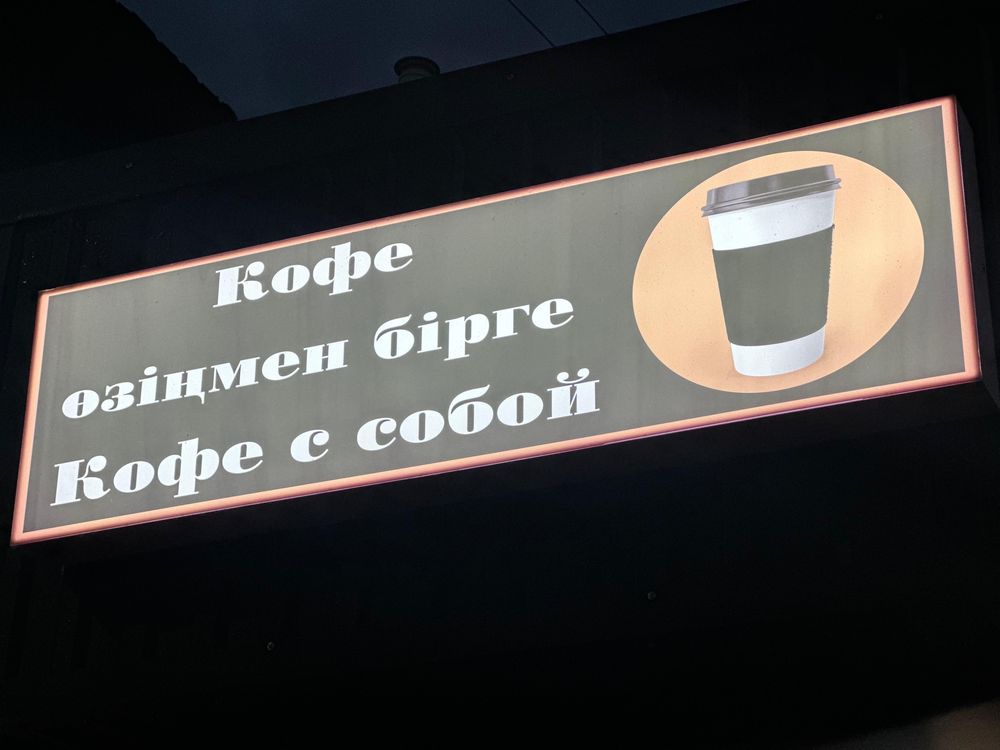 Кофе
өзіңмен бірге
Кофе с собой